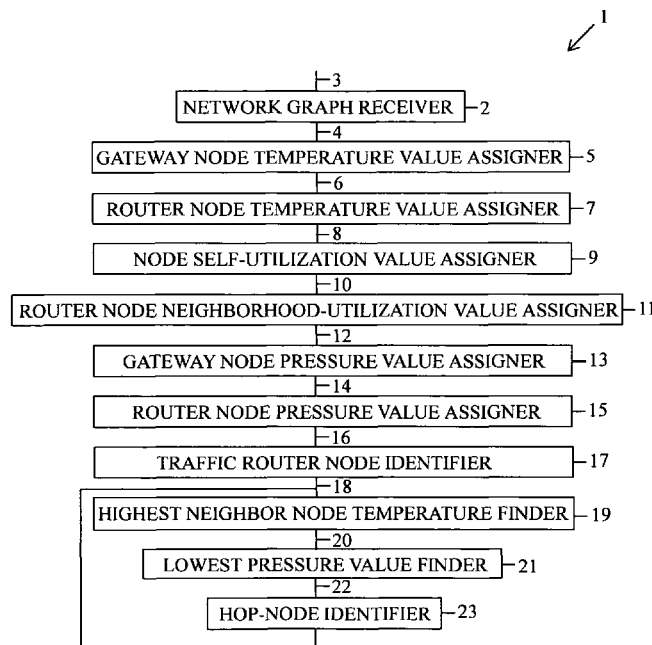 1
3
NETWORK GRAPH RECEIVER 2
4
GATEWAY NODE TEMPERATURE VALUE ASSIGNER 5
6
ROUTER NODE TEMPERATURE VALUE ASSIGNER 7
8
NODE SELF-UTILIZATION VALUE ASSIGNER 9
10
ROUTER NODE NEIGHBORHOOD-UTILIZATION VALUE ASSIGNER 11
12
GATEWAY NODE PRESSURE VALUE ASSIGNER 13
14
ROUTER NODE PRESSURE VALUE ASSIGNER 15
16
TRAFFIC ROUTER NODE IDENTIFIER 17
18
HIGHEST NEIGHBOR NODE TEMPERATURE FINDER 19
20
LOWEST PRESSURE VALUE FINDER 21
22
HOP-NODE IDENTIFIER 23